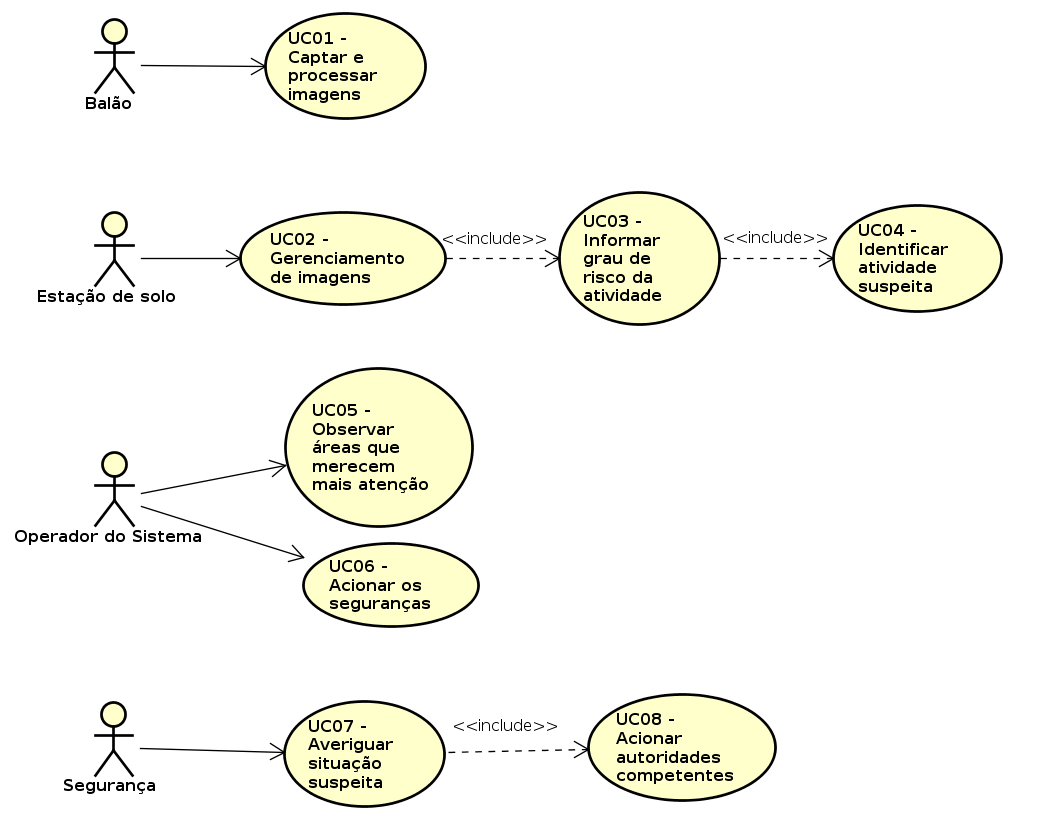 UC01 -
Captar e
processar
imagens
Balão
UC02 -
Gerenciamento
de imagens
<<include>>
UC03 -
Informar
grau de
risco da
atividade
<<include>>
UC04 -
Identificar
atividade
suspeita
Estação de solo
UC05 -
Observar
áreas que
merecem
mais atenção
Operador do Sistema
UC06 -
Acionar os
seguranças
UC07 -
Averiguar
situação
suspeita
<<include>>
UC08 -
Acionar
autoridades
competentes
Segurança